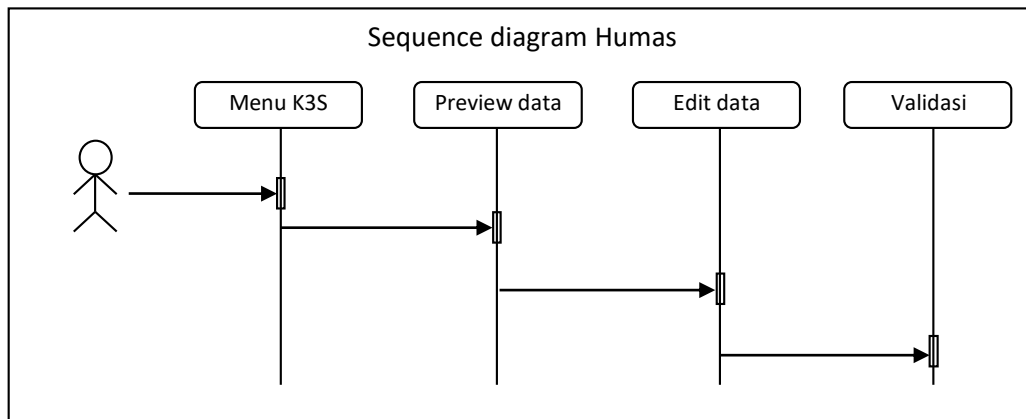 Sequence diagram Humas
Menu K3S
Preview data
Edit data
Validasi